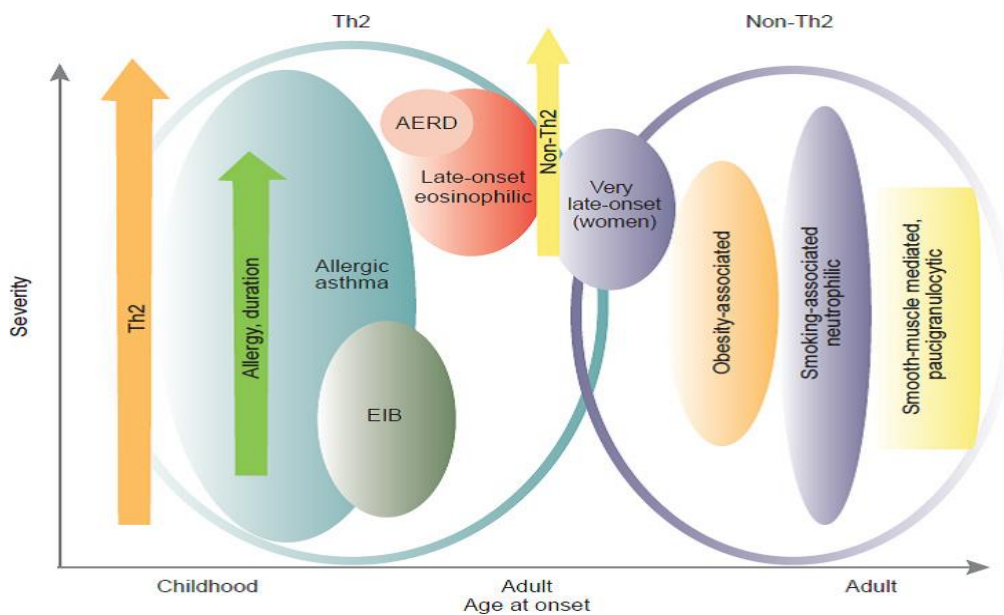 Th2
Non-Th2
Severity
Th2
Allergy, duration
Allergic
asthma
EIB
AERD
Late-onset
eosinophilic
Non-Th2
Very
late-onset
(women)
Obesity-associated
Smoking-associated
neutrophilic
Smooth-muscle mediated,
paucigranulocytic
Childhood
Adult
Adult
Age at onset